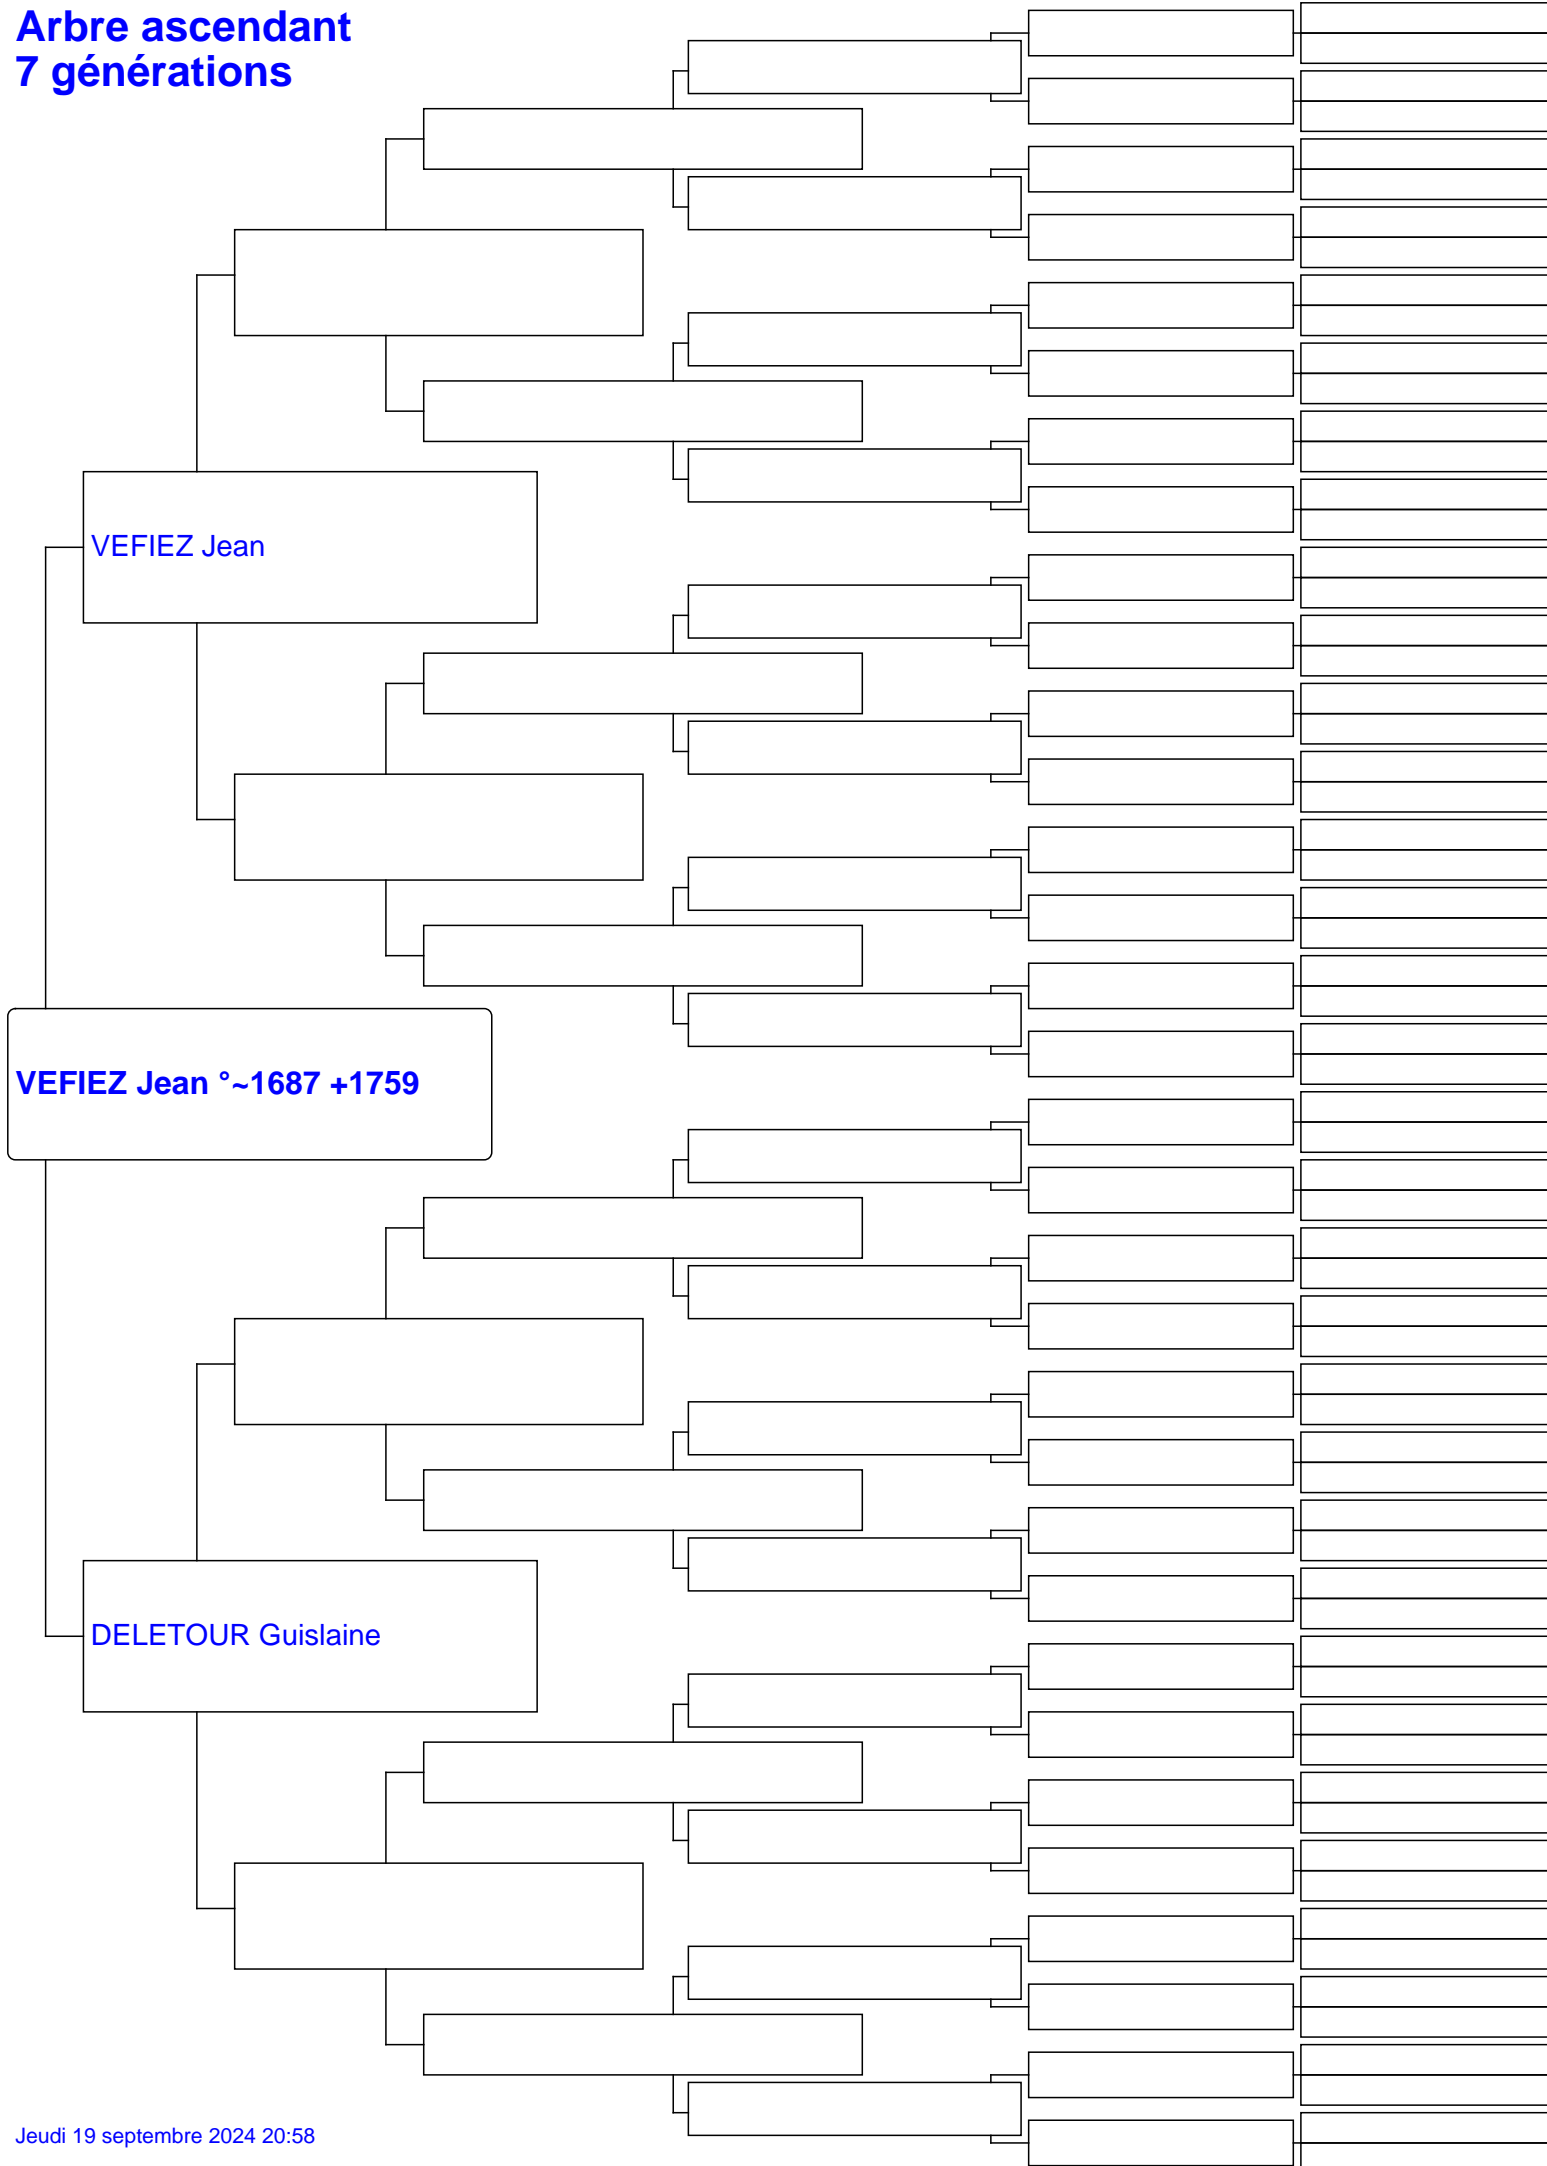 Arbre ascendant
7 générations
VEFIEZ Jean
VEFIEZ Jean °~1687 +1759
DELETOUR Guislaine
Jeudi 19 septembre 2024 20:58